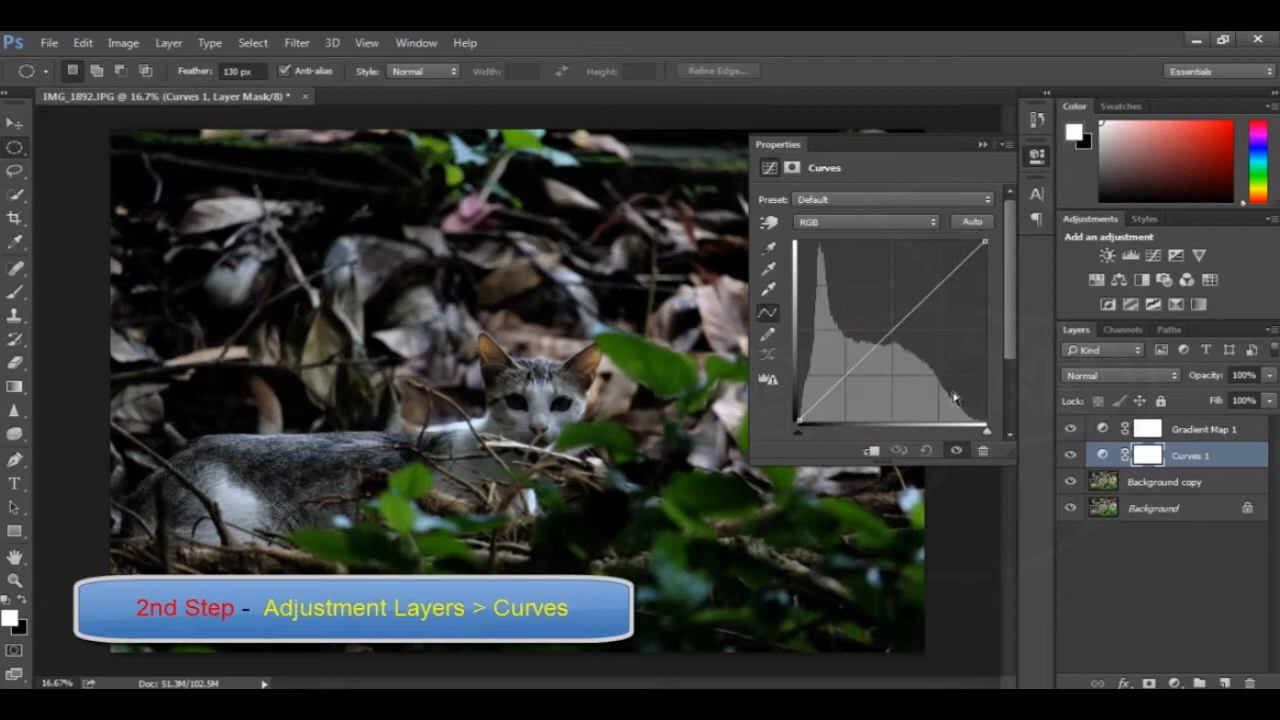 Ps File Edit Image Layer Type Select Filter 3D View Window Help
Feather: 130 px Anti-alias Style: Normal Width: Height: Refine Edge... Essentials
IMG_1892.JPG @ 16.7% (Curves 1, Layer Mask/8) * ×
Color Swatches
Properties
Curves
Preset: Default
RGB Auto
Adjustments Styles
Add an adjustment
Layers Channels Paths
Kind
Normal Opacity: 100%
Lock: Fill: 100%
Gradient Map 1
Curves 1
Background copy
Background
2nd Step - Adjustment Layers > Curves
16.67% Doc: 51.3M/102.5M
fx